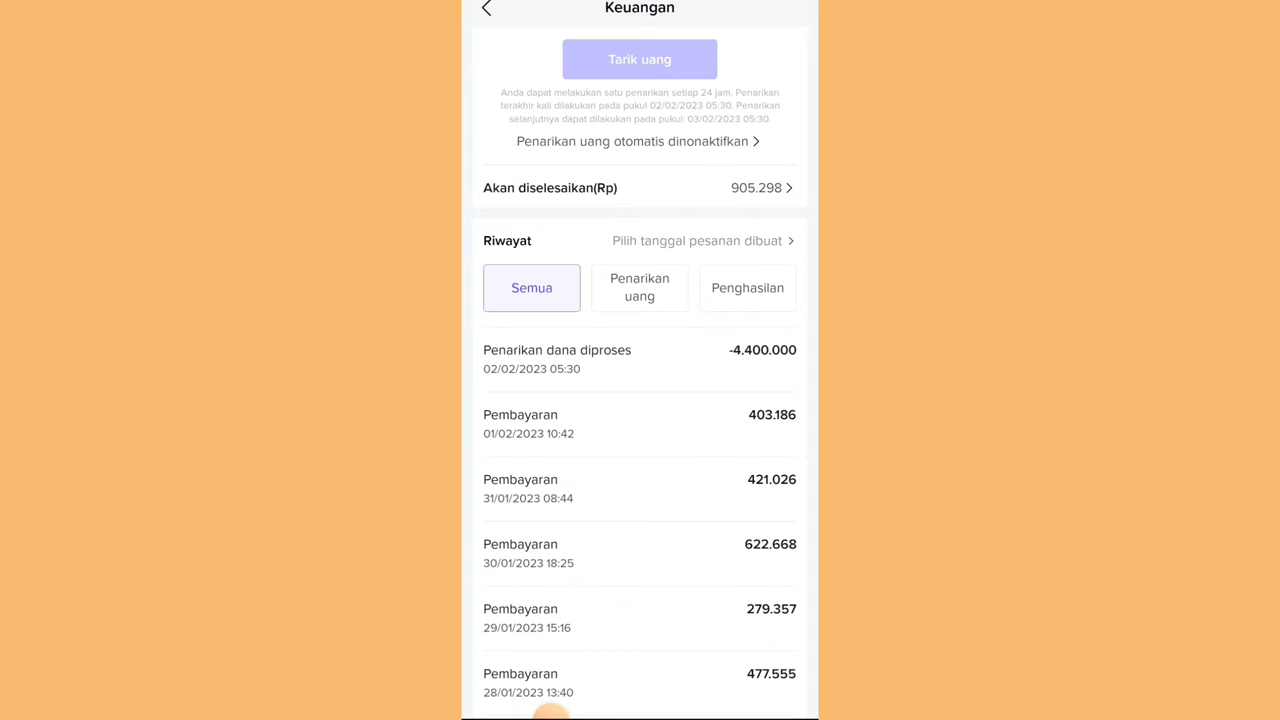 Keuangan
Tarik uang
Anda dapat melakukan satu penarikan setiap 24 jam. Penarikan
terakhir kali dilakukan pada pukul 02/02/2023 05:30. Penarikan
selanjutnya dapat dilakukan pada pukul: 03/02/2023 05:30.
Penarikan uang otomatis dinonaktifkan
Akan diselesaikan(Rp) 905.298
Riwayat Pilih tanggal pesanan dibuat
Semua
Penarikan
uang
Penghasilan
Penarikan dana diproses -4.400.000
02/02/2023 05:30
Pembayaran 403.186
01/02/2023 10:42
Pembayaran 421.026
31/01/2023 08:44
Pembayaran 622.668
30/01/2023 18:25
Pembayaran 279.357
29/01/2023 15:16
Pembayaran 477.555
28/01/2023 13:40